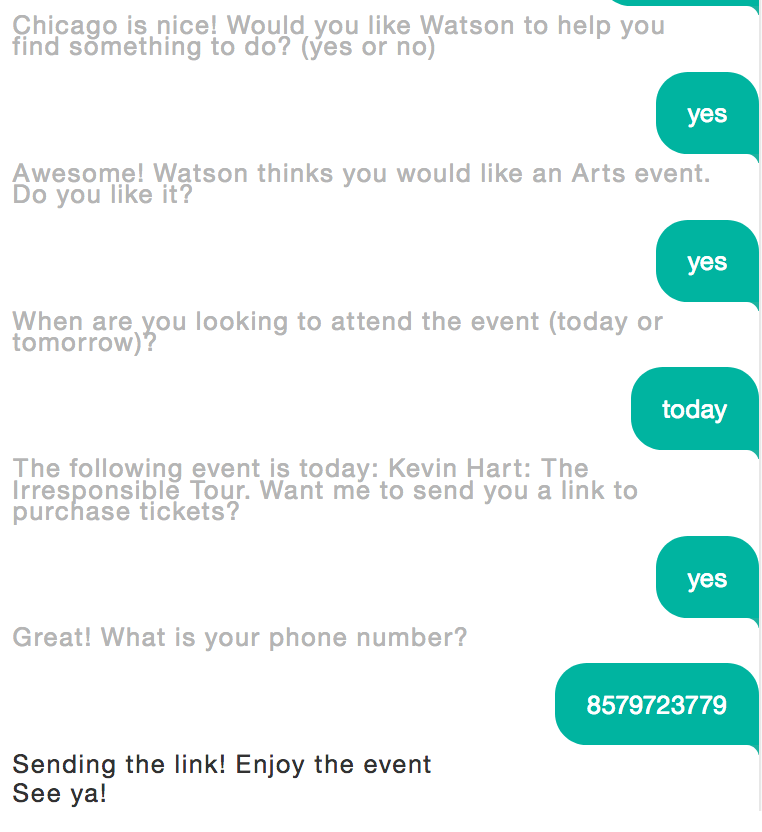 Chicago is nice! Would you like Watson to help you
find something to do? (yes or no)
yes
Awesome! Watson thinks you would like an Arts event.
Do you like it?
yes
When are you looking to attend the event (today or
tomorrow)?
today
The following event is today: Kevin Hart: The
Irresponsible Tour. Want me to send you a link to
purchase tickets?
yes
Great! What is your phone number?
8579723779
Sending the link! Enjoy the event
See ya!